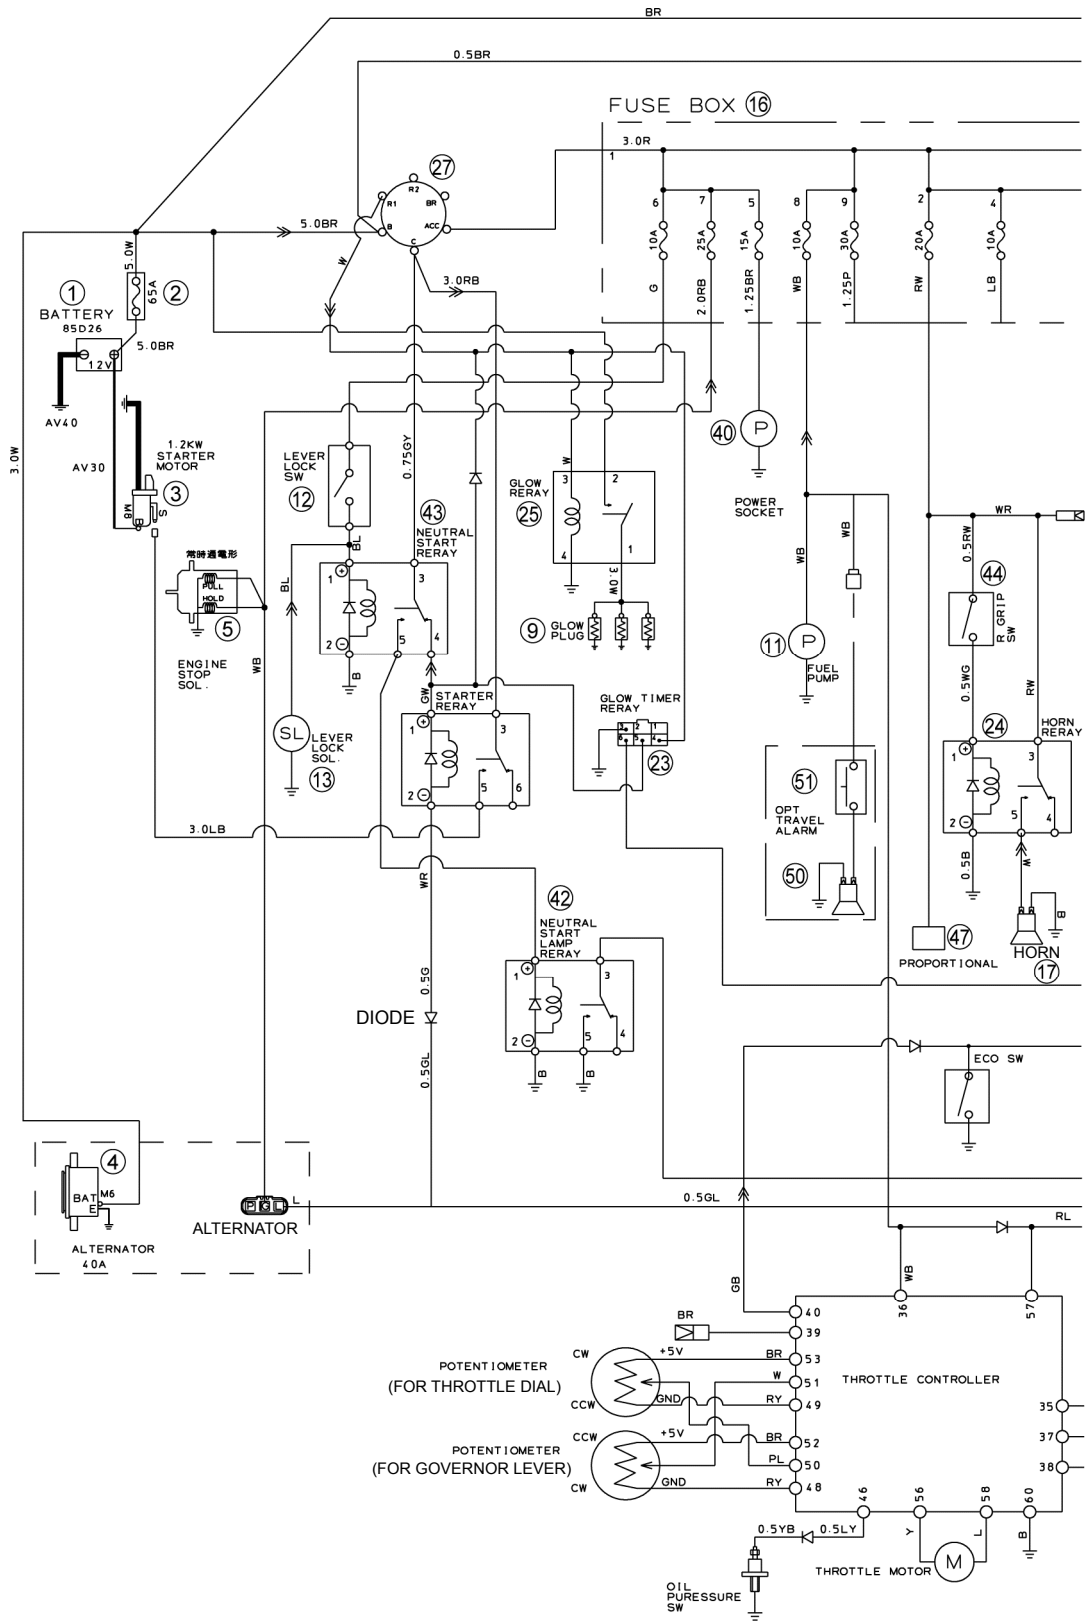 BR
0.5BR
FUSE BOX 16
3.0R
1
27
R2
R1
BR
B
ACC
C
5.0BR
W
3.0RB
6
7
5
8
9
2
4
10A
25A
15A
10A
30A
20A
10A
G
2.0RB
1.25BR
WB
1.25P
RW
LB
5.0W
65A
2
1
BATTERY
85D26
12V
5.0BR
AV40
AV30
3.0W
1.2KW
STARTER
MOTOR
3
M8
B
S
常時通電形
PULL
HOLD
5
ENGINE
STOP
SOL.
WB
LEVER
LOCK
SW
12
BL
BL
0.75GY
43
NEUTRAL
START
RERAY
1
3
2
5
4
B
GW
SL
LEVER
LOCK
SOL.
13
STARTER
RERAY
1
3
2
5
6
3.0LB
WR
GLOW
RERAY
25
W
3
2
4
1
3.0W
9
GLOW
PLUG
GLOW TIMER
RERAY
3
2
1
6
5
4
23
40
P
POWER
SOCKET
WB
WB
11
P
FUEL
PUMP
51
OPT
TRAVEL
ALARM
50
WR
0.5RW
44
R GRIP
SW
0.5WG
RW
24
HORN
RERAY
1
3
2
5
4
0.5B
W
B
HORN
17
47
PROPORTIONAL
42
NEUTRAL
START
LAMP
RERAY
1
3
2
5
4
B
B
0.5G
DIODE
0.5GL
ECO SW
4
BAT
M6
E
ALTERNATOR
40A
P
G
L
L
ALTERNATOR
0.5GL
GB
RL
WB
36
57
40
BR
39
+5V
BR
53
CW
POTENTIOMETER
(FOR THROTTLE DIAL)
W
51
CCW
GND
RY
49
THROTTLE CONTROLLER
CCW
+5V
BR
52
POTENTIOMETER
(FOR GOVERNOR LEVER)
PL
50
CW
GND
RY
48
35
37
38
46
56
58
60
0.5YB
0.5LY
Y
L
B
M
THROTTLE MOTOR
OIL
PURESSURE
SW